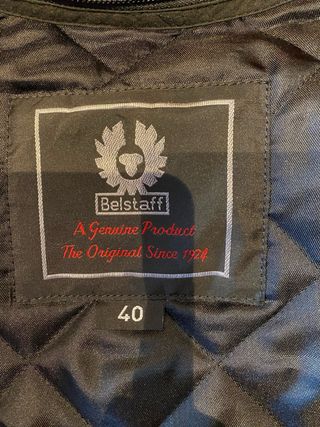 Belstaff
A Genuine Product
The Original Since 1924
40